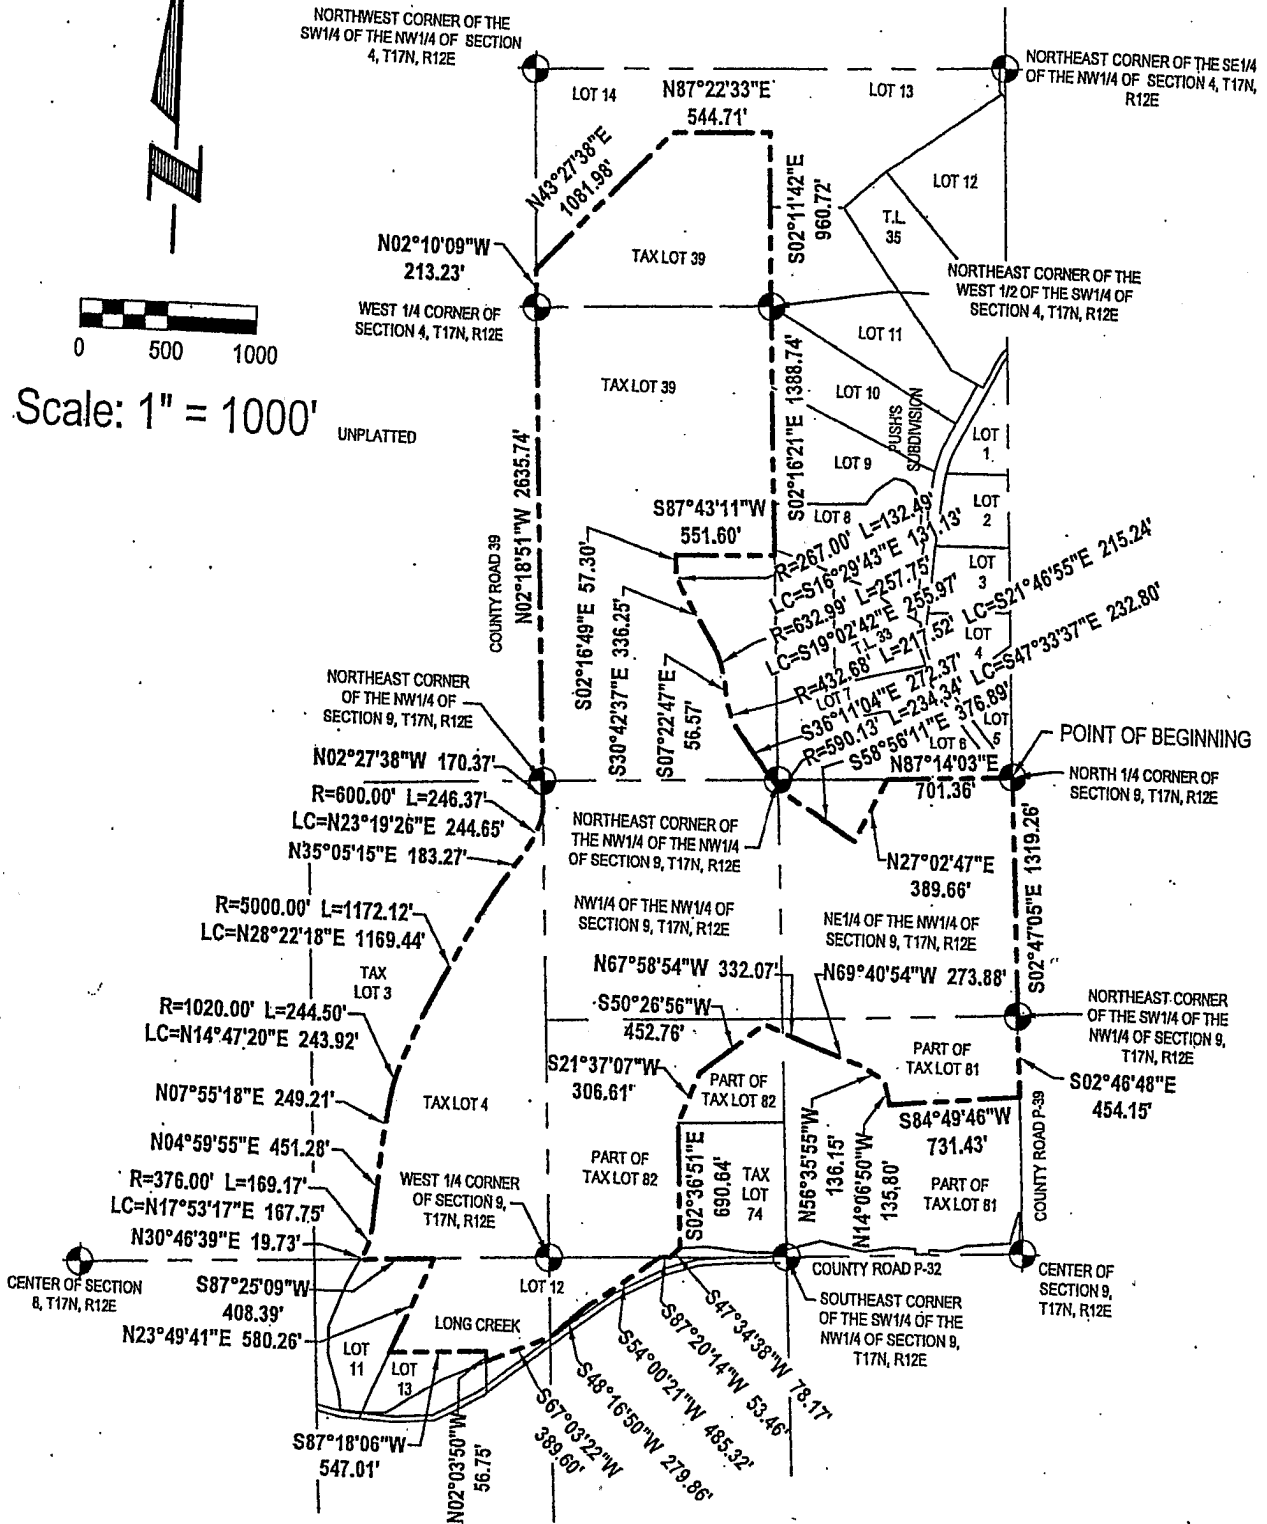 NORTHWEST CORNER OF THE
SW1/4 OF THE NW1/4 OF SECTION
4, T17N, R12E
NORTHEAST CORNER OF THE SE1/4
OF THE NW1/4 OF SECTION 4, T17N,
R12E
LOT 14
N87°22'33"E
544.71'
LOT 13
N43°27'38"E
1081.98'
LOT 12
T.L.
35
S02°11'42"E
960.72'
N02°10'09"W
213.23'
TAX LOT 39
NORTHEAST CORNER OF THE
WEST 1/2 OF THE SW1/4 OF
SECTION 4, T17N, R12E
WEST 1/4 CORNER OF
SECTION 4, T17N, R12E
0 500 1000
Scale: 1" = 1000'
UNPLATTED
TAX LOT 39
S02°16'21"E 1388.74'
LOT 11
LOT 10
PUSH'S
SUBDIVISION
LOT 9
LOT
1
LOT
2
LOT 8
LOT
3
LOT
4
T.L. 33
LOT 7
LOT
5
LOT 6
COUNTY ROAD 39
N02°18'51"W 2635.74'
S87°43'11"W
551.60'
S02°16'49"E 57.30'
S30°42'37"E 336.25'
S07°22'47"E
56.57'
R=267.00' L=132.49'
LC=S16°29'43"E 131.13'
R=632.99' L=257.75'
LC=S19°02'42"E 255.97'
R=432.68' L=217.52' LC=S21°46'55"E 215.24'
S36°11'04"E 272.37'
R=590.13' L=234.34' LC=S47°33'37"E 232.80'
S58°56'11"E 376.89'
N87°14'03"E
701.36'
POINT OF BEGINNING
NORTH 1/4 CORNER OF
SECTION 9, T17N, R12E
NORTHEAST CORNER
OF THE NW1/4 OF
SECTION 9, T17N, R12E
N02°27'38"W 170.37'
R=600.00' L=246.37'
LC=N23°19'26"E 244.65'
N35°05'15"E 183.27'
NORTHEAST CORNER OF
THE NW1/4 OF THE NW1/4
OF SECTION 9, T17N, R12E
N27°02'47"E
389.66'
S02°47'05"E 1319.26'
R=5000.00' L=1172.12'
LC=N28°22'18"E 1169.44'
NW1/4 OF THE NW1/4 OF
SECTION 9, T17N, R12E
NE1/4 OF THE NW1/4 OF
SECTION 9, T17N, R12E
TAX
LOT 3
N67°58'54"W 332.07'
N69°40'54"W 273.88'
R=1020.00' L=244.50'
LC=N14°47'20"E 243.92'
S50°26'56"W
452.76'
NORTHEAST CORNER
OF THE SW1/4 OF THE
NW1/4 OF SECTION 9,
T17N, R12E
S21°37'07"W
306.61'
PART OF
TAX LOT 82
PART OF
TAX LOT 81
S02°46'48"E
454.15'
N07°55'18"E 249.21'
TAX LOT 4
S84°49'46"W
731.43'
N04°59'55"E 451.28'
PART OF
TAX LOT 82
S02°36'51"E
690.64'
TAX
LOT
74
N56°35'55"W
136.15'
N14°06'50"W
135.80'
PART OF
TAX LOT 81
COUNTY ROAD P-39
R=376.00' L=169.17'
LC=N17°53'17"E 167.75'
WEST 1/4 CORNER
OF SECTION 9,
T17N, R12E
N30°46'39"E 19.73'
CENTER OF SECTION
8, T17N, R12E
S87°25'09"W
408.39'
LOT 12
COUNTY ROAD P-32
CENTER OF
SECTION 9,
T17N, R12E
SOUTHEAST CORNER
OF THE SW1/4 OF THE
NW1/4 OF SECTION 9,
T17N, R12E
N23°49'41"E 580.26'
LONG CREEK
LOT
11
LOT
13
S47°34'38"W 78.17'
S87°20'14"W 53.46'
S54°00'21"W 485.32'
S48°16'50"W 279.86'
S67°03'22"W
389.60'
S87°18'06"W
547.01'
N02°03'50"W
56.75'